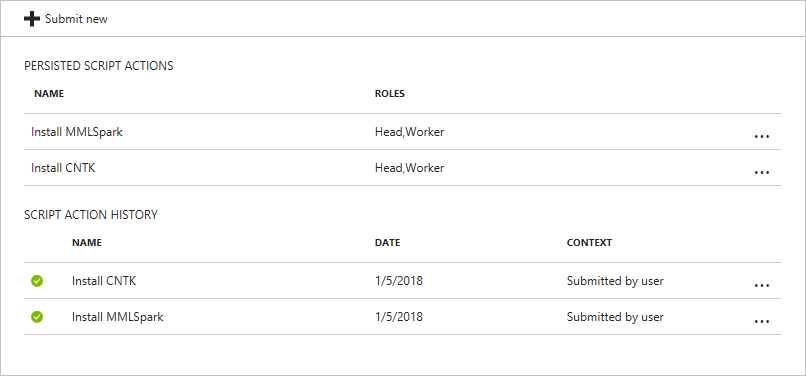 Submit new
PERSISTED SCRIPT ACTIONS
NAME ROLES
Install MMLSpark Head,Worker ...
Install CNTK Head,Worker ...
SCRIPT ACTION HISTORY
NAME DATE CONTEXT
Install CNTK 1/5/2018 Submitted by user ...
Install MMLSpark 1/5/2018 Submitted by user ...